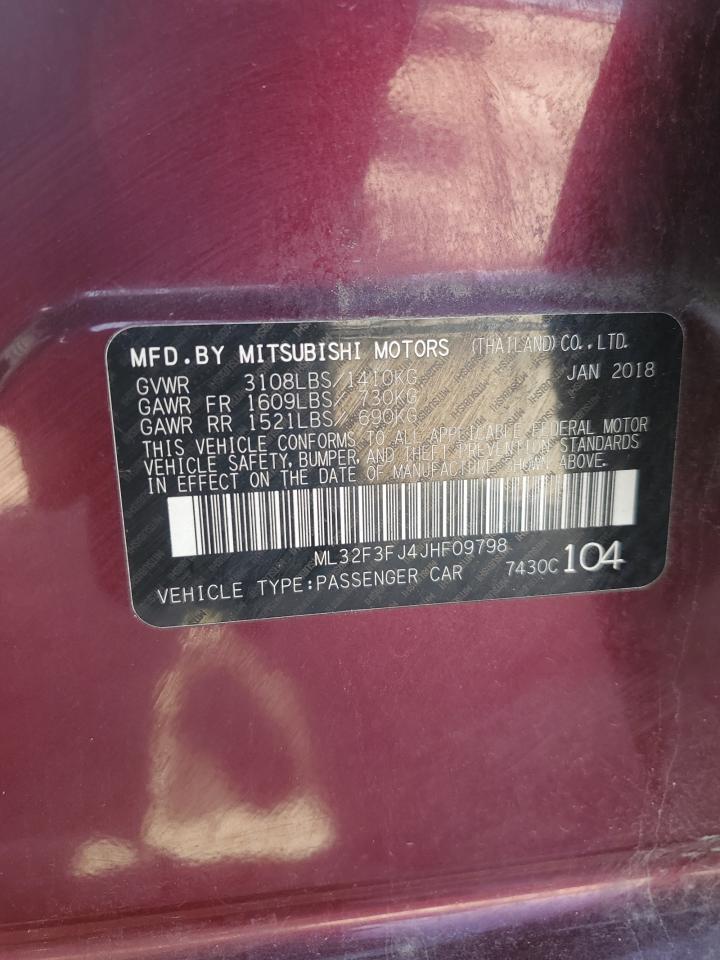 MFD.BY MITSUBISHI MOTORS (THAILAND)CO.,LTD.
GVWR 3108LBS/1410KG JAN 2018
GAWR FR 1609LBS/ 730KG
GAWR RR 1521LBS/ 690KG
THIS VEHICLE CONFORMS TO ALL APPLICABLE FEDERAL MOTOR
VEHICLE SAFETY, BUMPER, AND THEFT PREVENTION STANDARDS
IN EFFECT ON THE DATE OF MANUFACTURE SHOWN ABOVE.
ML32F3FJ4JHF09798
VEHICLE TYPE:PASSENGER CAR 7430C 104